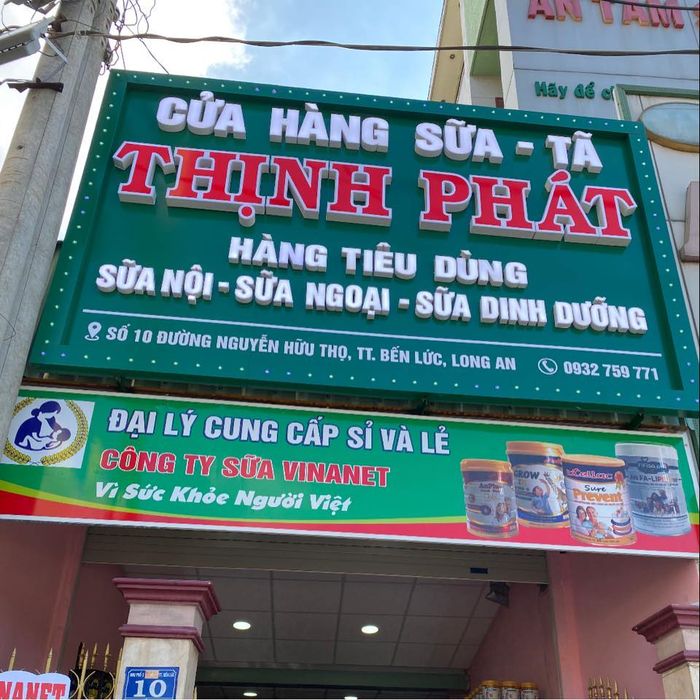 AN TÂM
Hãy để
CỬA HÀNG SỮA - TÃ
THỊNH PHÁT
HÀNG TIÊU DÙNG
SỮA NỘI - SỮA NGOẠI - SỮA DINH DƯỠNG
SỐ 10 ĐƯỜNG NGUYỄN HỮU THỌ, TT. BẾN LỨC, LONG AN
0932 759 771
ĐẠI LÝ CUNG CẤP SỈ VÀ LẺ
CÔNG TY SỮA VINANET
Vì Sức Khỏe Người Việt
GROW
Sure
Prevent
10